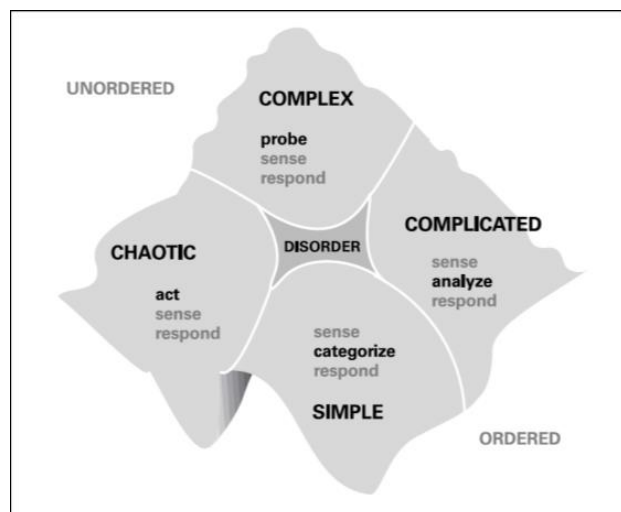 UNORDERED
COMPLEX
probe
sense
respond
COMPLICATED
sense
analyze
respond
DISORDER
CHAOTIC
act
sense
respond
sense
categorize
respond
SIMPLE
ORDERED